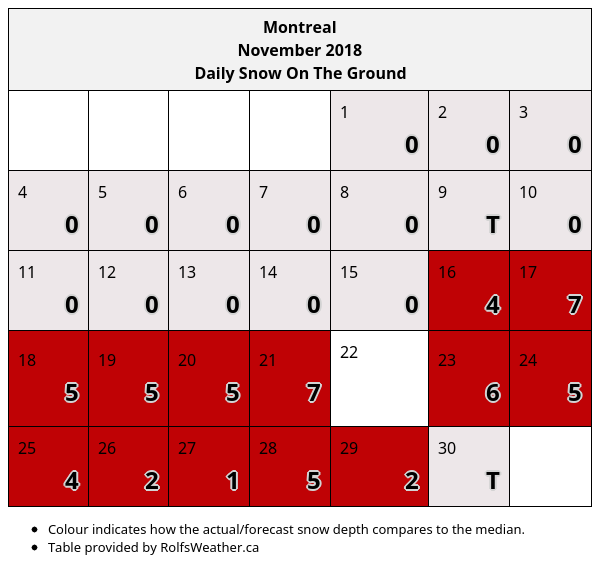 Montreal
November 2018
Daily Snow On The Ground
1 2 3
0 0 0
4 5 6 7 8 9 10
0 0 0 0 0 T 0
11 12 13 14 15 16 17
0 0 0 0 0 4 7
18 19 20 21 22 23 24
5 5 5 7 6 5
25 26 27 28 29 30
4 2 1 5 2 T
• Colour indicates how the actual/forecast snow depth compares to the median.
• Table provided by RolfsWeather.ca